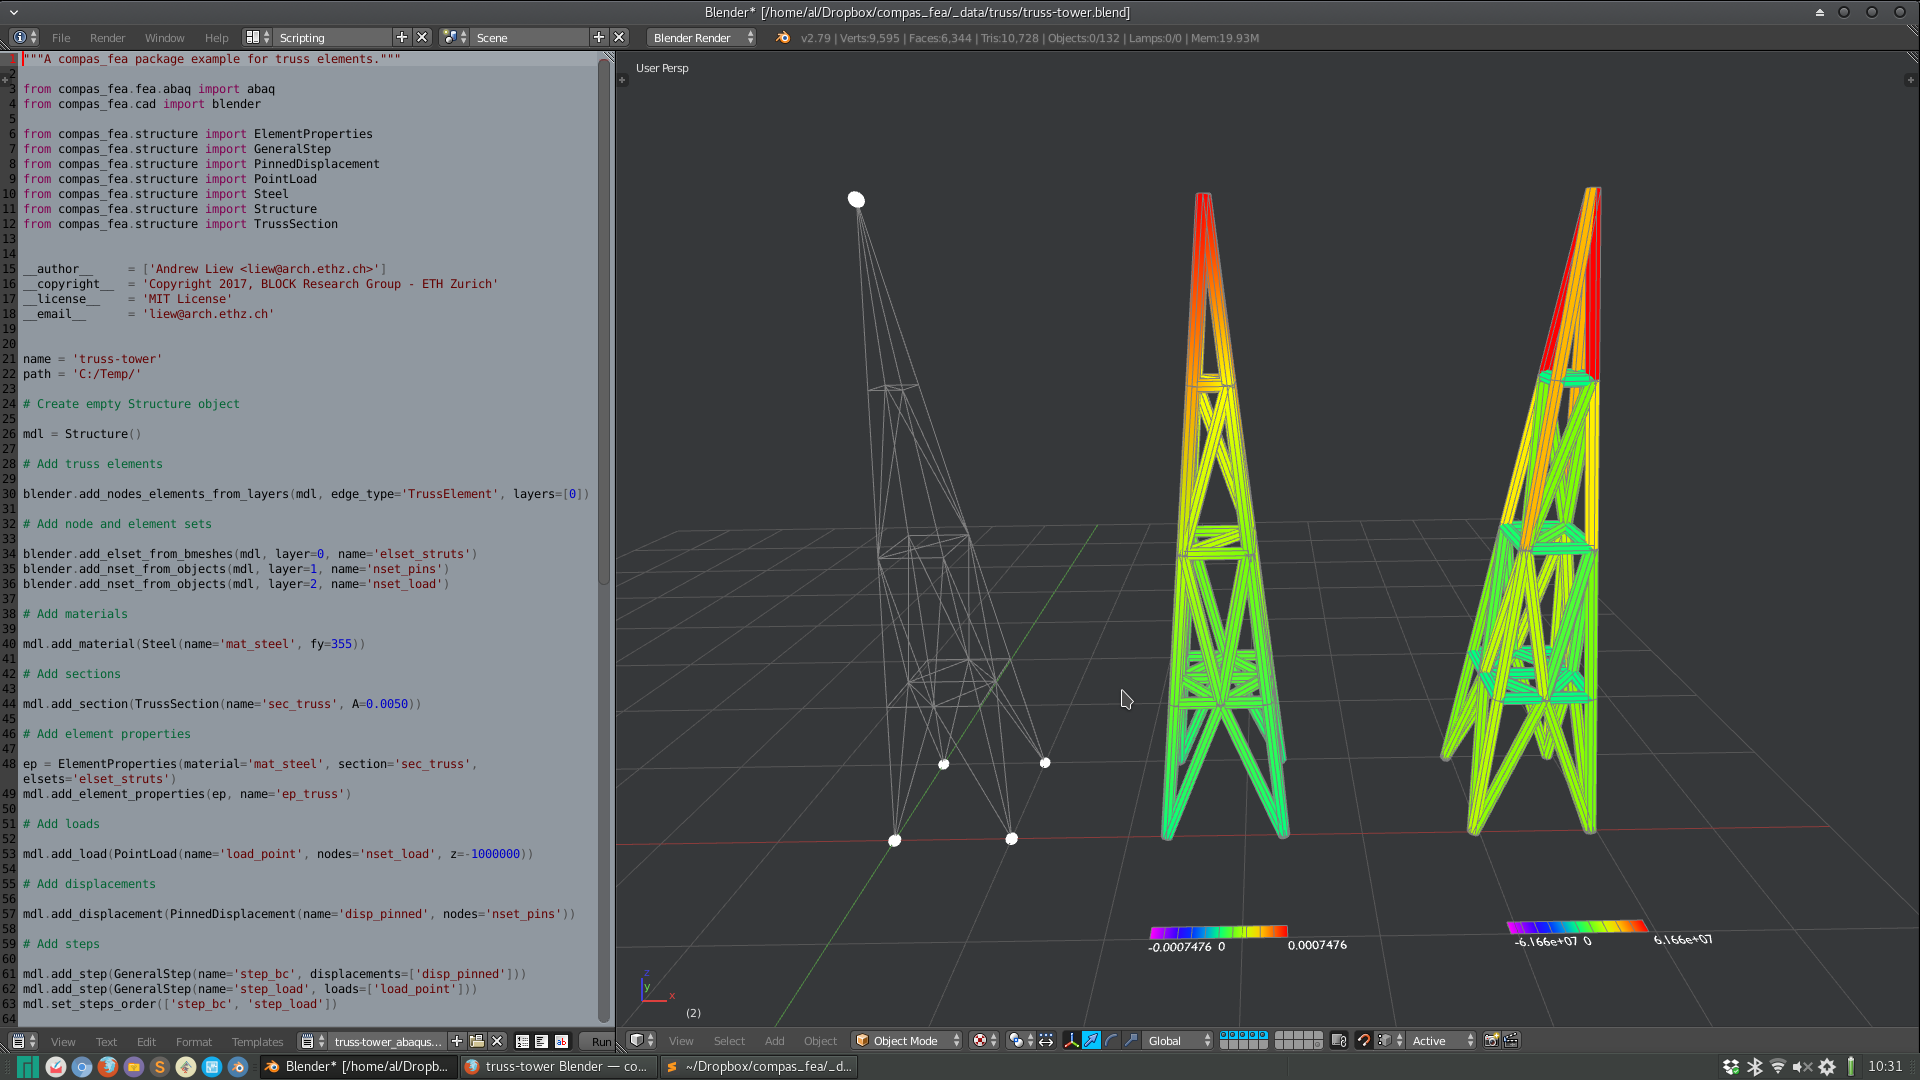 Blender* [/home/al/Dropbox/compas_fea/_data/truss/truss-tower.blend]
File Render Window Help Scripting Scene Blender Render v2.79 | Verts:9,595 | Faces:6,344 | Tris:10,728 | Objects:0/132 | Lamps:0/0 | Mem:19.93M
1 """A compas_fea package example for truss elements."""
2
3 from compas_fea.fea.abaq import abaq
4 from compas_fea.cad import blender
5
6 from compas_fea.structure import ElementProperties
7 from compas_fea.structure import GeneralStep
8 from compas_fea.structure import PinnedDisplacement
9 from compas_fea.structure import PointLoad
10 from compas_fea.structure import Steel
11 from compas_fea.structure import Structure
12 from compas_fea.structure import TrussSection
13
14
15 __author__     = ['Andrew Liew <liew@arch.ethz.ch>']
16 __copyright__  = 'Copyright 2017, BLOCK Research Group - ETH Zurich'
17 __license__    = 'MIT License'
18 __email__      = 'liew@arch.ethz.ch'
19
20
21 name = 'truss-tower'
22 path = 'C:/Temp/'
23
24 # Create empty Structure object
25
26 mdl = Structure()
27
28 # Add truss elements
29
30 blender.add_nodes_elements_from_layers(mdl, edge_type='TrussElement', layers=[0])
31
32 # Add node and element sets
33
34 blender.add_elset_from_bmeshes(mdl, layer=0, name='elset_struts')
35 blender.add_nset_from_objects(mdl, layer=1, name='nset_pins')
36 blender.add_nset_from_objects(mdl, layer=2, name='nset_load')
37
38 # Add materials
39
40 mdl.add_material(Steel(name='mat_steel', fy=355))
41
42 # Add sections
43
44 mdl.add_section(TrussSection(name='sec_truss', A=0.0050))
45
46 # Add element properties
47
48 ep = ElementProperties(material='mat_steel', section='sec_truss',
elsets='elset_struts')
49 mdl.add_element_properties(ep, name='ep_truss')
50
51 # Add loads
52
53 mdl.add_load(PointLoad(name='load_point', nodes='nset_load', z=-1000000))
54
55 # Add displacements
56
57 mdl.add_displacement(PinnedDisplacement(name='disp_pinned', nodes='nset_pins'))
58
59 # Add steps
60
61 mdl.add_step(GeneralStep(name='step_bc', displacements=['disp_pinned']))
62 mdl.add_step(GeneralStep(name='step_load', loads=['load_point']))
63 mdl.set_steps_order(['step_bc', 'step_load'])
64
User Persp
-0.0007476 0 0.0007476
-6.166e+07 0 6.166e+07
z
y
x
(2)
View Text Edit Format Templates truss-tower_abaqus... Run
View Select Add Object Object Mode Global Active
Blender* [/home/al/Dropb... truss-tower Blender — co... ~/Dropbox/compas_fea/_d... 10:31